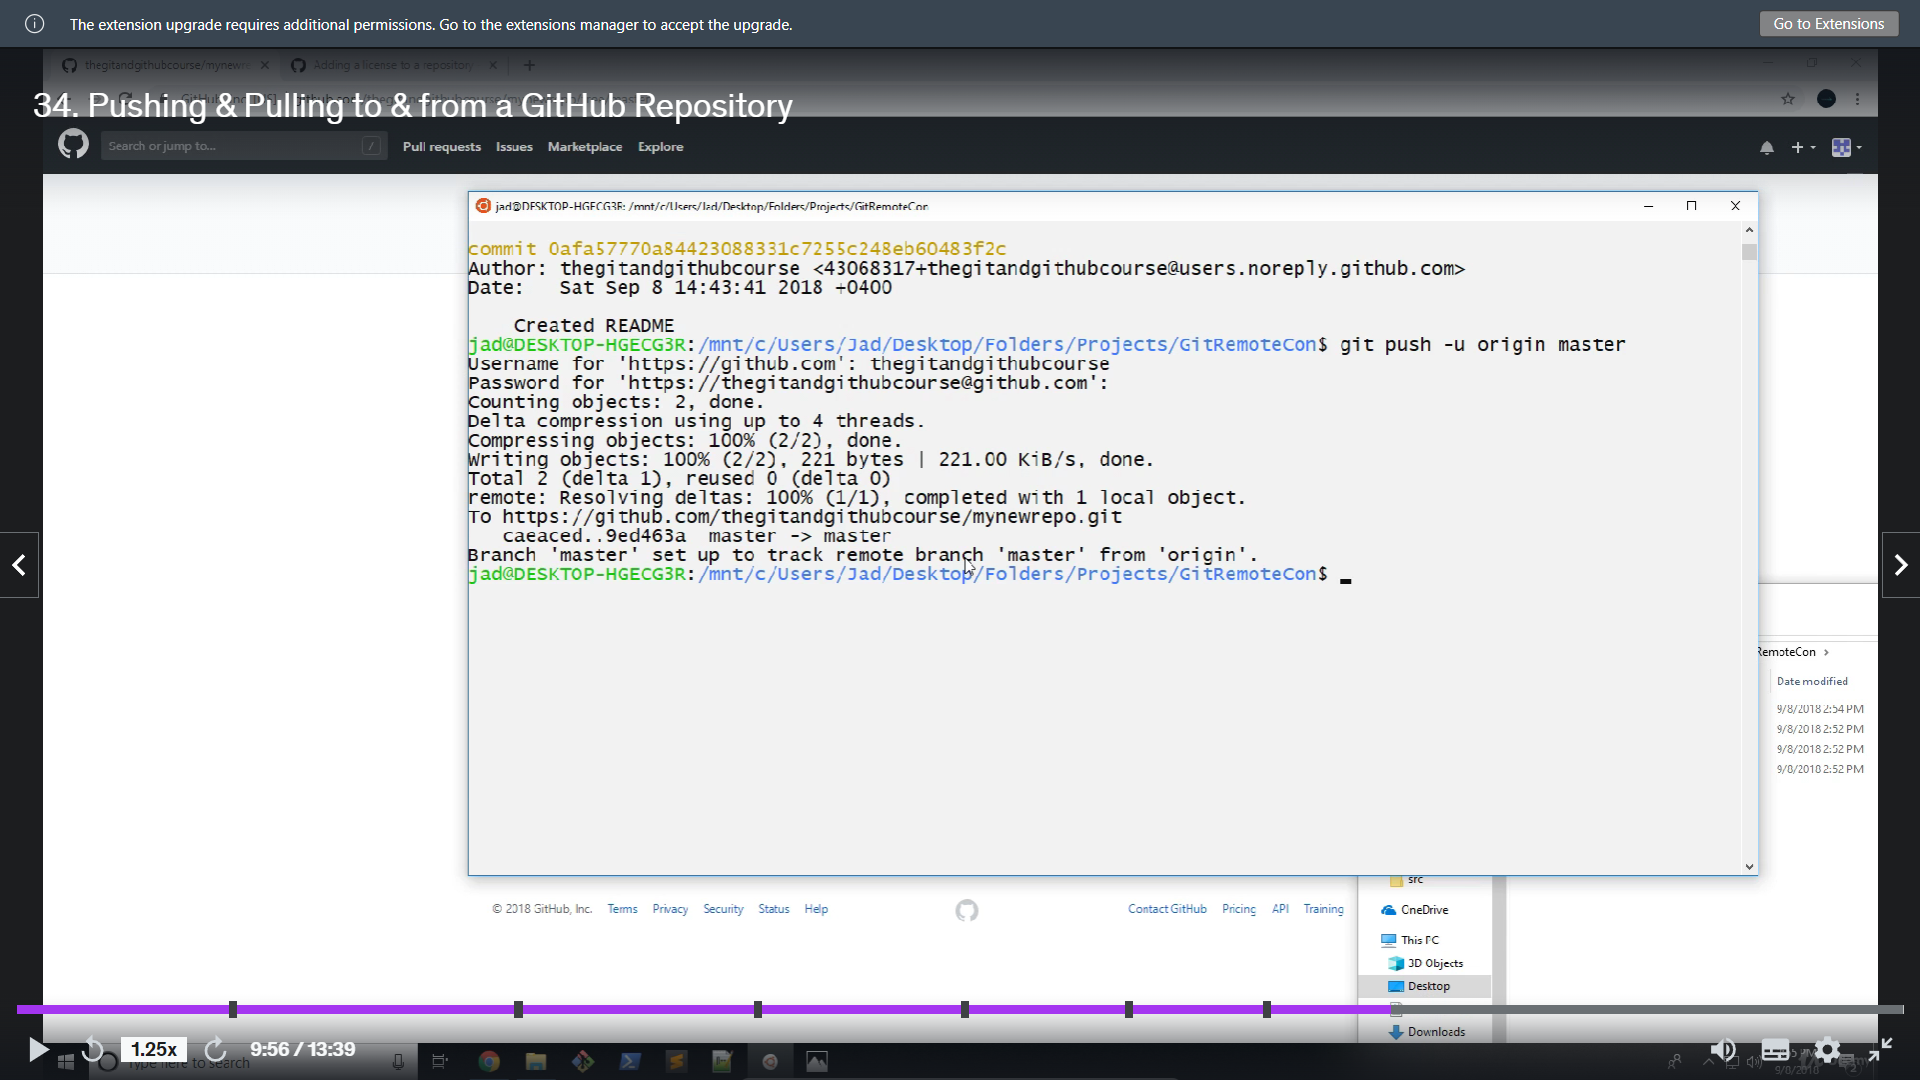 The extension upgrade requires additional permissions. Go to the extensions manager to accept the upgrade.
Go to Extensions
thegitandgithubcourse/mynewre
Adding a license to a repository
34. Pushing & Pulling to & from a GitHub Repository
Search or jump to...
/
Pull requests
Issues
Marketplace
Explore
jad@DESKTOP-HGECG3R: /mnt/c/Users/Jad/Desktop/Folders/Projects/GitRemoteCon
commit 0afa57770a84423088331c7255c248eb60483f2c
Author: thegitandgithubcourse <43068317+thegitandgithubcourse@users.noreply.github.com>
Date:   Sat Sep 8 14:43:41 2018 +0400
Created README
jad@DESKTOP-HGECG3R:/mnt/c/Users/Jad/Desktop/Folders/Projects/GitRemoteCon$ git push -u origin master
Username for 'https://github.com': thegitandgithubcourse
Password for 'https://thegitandgithubcourse@github.com':
Counting objects: 2, done.
Delta compression using up to 4 threads.
Compressing objects: 100% (2/2), done.
Writing objects: 100% (2/2), 221 bytes | 221.00 KiB/s, done.
Total 2 (delta 1), reused 0 (delta 0)
remote: Resolving deltas: 100% (1/1), completed with 1 local object.
To https://github.com/thegitandgithubcourse/mynewrepo.git
caeaced..9ed463a  master -> master
Branch 'master' set up to track remote branch 'master' from 'origin'.
jad@DESKTOP-HGECG3R:/mnt/c/Users/Jad/Desktop/Folders/Projects/GitRemoteCon$
RemoteCon >
Date modified
9/8/2018 2:54 PM
9/8/2018 2:52 PM
9/8/2018 2:52 PM
9/8/2018 2:52 PM
src
© 2018 GitHub, Inc.
Terms
Privacy
Security
Status
Help
Contact GitHub
Pricing
API
Training
OneDrive
This PC
3D Objects
Desktop
Downloads
1.25x
9:56 / 13:39
Type here to search